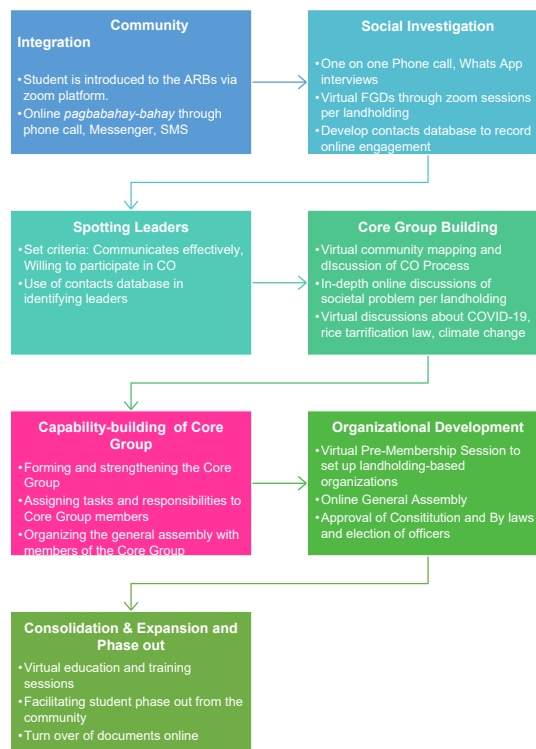 Community
Integration
•Student is introduced to the ARBs via
zoom platform.
•Online pagbabahay-bahay through
phone call, Messenger, SMS
Social Investigation
•One on one Phone call, Whats App
interviews
•Virtual FGDs through zoom sessions
per landholding
•Develop contacts database to record
online engagement
Spotting Leaders
•Set criteria: Communicates effectively,
Willing to participate in CO
•Use of contacts database in
identifying leaders
Core Group Building
•Virtual community mapping and
dIscussion of CO Process
•In-depth online discussions of
societal problem per landholding
•Virtual discussions about COVID-19,
rice tarrification law, climate change
Capability-building of Core
Group
•Forming and strengthening the Core
Group
•Assigning tasks and responsibilities to
Core Group members
•Organizing the general assembly with
members of the Core Group
Organizational Development
•Virtual Pre-Membership Session to
set up landholding-based
organizations
•Online General Assembly
•Approval of Consititution and By laws
and election of officers
Consolidation & Expansion and
Phase out
•Virtual education and training
sessions
•Facilitating student phase out from the
community
•Turn over of documents online